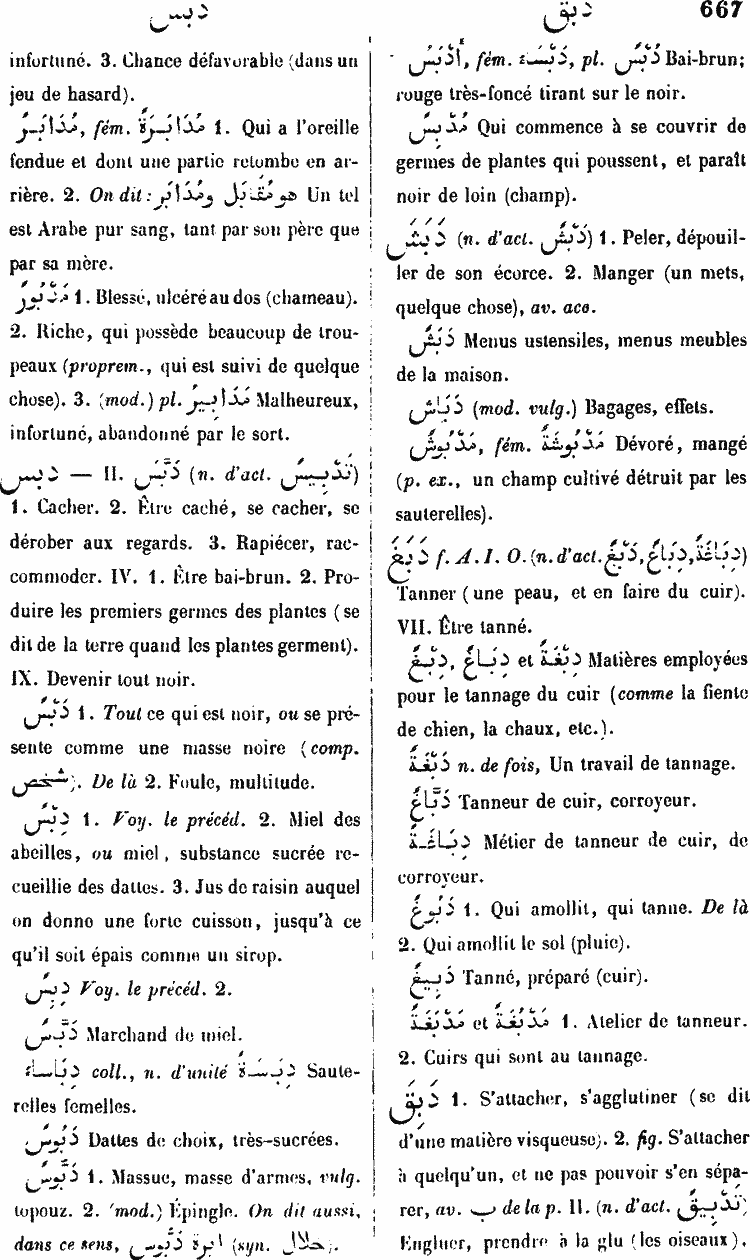 دبس
دبق
667
infortuné. 3. Chance défavorable (dans un
jeu de hasard).
مُدَابَرٌ, fém. مُدَابَرَةٌ 1. Qui a l'oreille
fendue et dont une partie retombe en ar-
rière. 2. On dit : هو مُقَابَل ومُدَابَر Un tel
est Arabe pur sang, tant par son père que
par sa mère.
مَدْبُورٌ 1. Blessé, ulcéré au dos (chameau).
2. Riche, qui possède beaucoup de trou-
peaux (proprem., qui est suivi de quelque
chose). 3. (mod.) pl. مَدَابِيرُ Malheureux,
infortuné, abandonné par le sort.
دبس — II. دَبَّسَ (n. d'act. تَدْبِيسٌ)
1. Cacher. 2. Être caché, se cacher, se
dérober aux regards. 3. Rapiécer, rac-
commoder. IV. 1. Être bai-brun. 2. Pro-
duire les premiers germes des plantes (se
dit de la terre quand les plantes germent).
IX. Devenir tout noir.
دَبْسٌ 1. Tout ce qui est noir, ou se pré-
sente comme une masse noire (comp.
شخص). De là 2. Foule, multitude.
دِبْسٌ 1. Voy. le précéd. 2. Miel des
abeilles, ou miel, substance sucrée re-
cueillie des dattes. 3. Jus de raisin auquel
on donne une forte cuisson, jusqu'à ce
qu'il soit épais comme un sirop.
دِبِسٌ Voy. le précéd. 2.
دَبَّاسٌ Marchand de miel.
دِبَاسَاءُ coll., n. d'unité دِبَاسَةٌ Saute-
relles femelles.
دَبُوسٌ Dattes de choix, très-sucrées.
دَبُّوسٌ 1. Massue, masse d'armes, vulg.
topouz. 2. (mod.) Épingle. On dit aussi,
dans ce sens, ابرة دَبُّوس (syn. خلال).
أَدْبَسُ, fém. دَبْسَاءُ, pl. دُبْسٌ Bai-brun;
rouge très-foncé tirant sur le noir.
مُدْبِسٌ Qui commence à se couvrir de
germes de plantes qui poussent, et paraît
noir de loin (champ).
دَبَشَ (n. d'act. دَبْشٌ) 1. Peler, dépouil-
ler de son écorce. 2. Manger (un mets,
quelque chose), av. acc.
دَبَشٌ Menus ustensiles, menus meubles
de la maison.
دَبَاشٌ (mod. vulg.) Bagages, effets.
مَدْبُوشٌ, fém. مَدْبُوشَةٌ Dévoré, mangé
(p. ex., un champ cultivé détruit par les
sauterelles).
دَبَغَ f. A. I. O. (n. d'act. دَبْغٌ, دِبَاغٌ, دِبَاغَةٌ)
Tanner (une peau, et en faire du cuir).
VII. Être tanné.
دِبْغٌ, دِبَاغٌ et دِبْغَةٌ Matières employées
pour le tannage du cuir (comme la fiente
de chien, la chaux, etc.).
دَبْغَةٌ n. de fois, Un travail de tannage.
دَبَّاغٌ Tanneur de cuir, corroyeur.
دِبَاغَةٌ Métier de tanneur de cuir, de
corroyeur.
دَبُوغٌ 1. Qui amollit, qui tanne. De là
2. Qui amollit le sol (pluie).
دَبِيغٌ Tanné, préparé (cuir).
مَدْبَغَةٌ et مَدْبُغَةٌ 1. Atelier de tanneur.
2. Cuirs qui sont au tannage.
دَبِقَ 1. S'attacher, s'agglutiner (se dit
d'une matière visqueuse). 2. fig. S'attacher
à quelqu'un, et ne pas pouvoir s'en sépa-
rer, av. ب de la p. II. (n. d'act. تَدْبِيقٌ)
Engluer, prendre à la glu (les oiseaux).